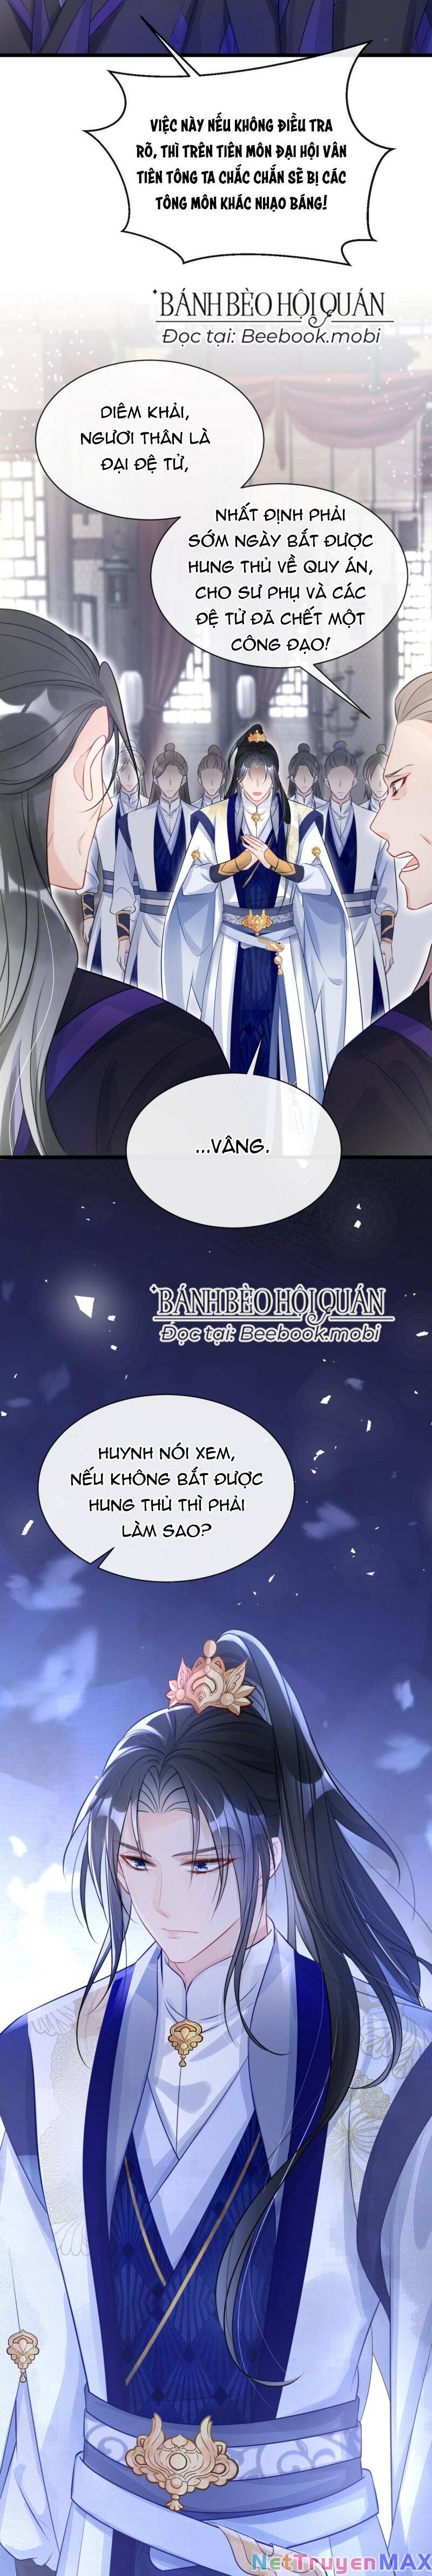 VIỆC NÀY NẾU KHÔNG ĐIỀU TRA
RÕ, THÌ TRÊN TIÊN MÔN ĐẠI HỘI VÂN
TIÊN TÔNG TA CHẮC CHẮN SẼ BỊ CÁC
TÔNG MÔN KHÁC NHẠO BÁNG!
BÁNH BÈO HỘI QUÁN
Đọc tại: Beebook.mobi
DIÊM KHẢI,
NGƯƠI THÂN LÀ
ĐẠI ĐỆ TỬ,
NHẤT ĐỊNH PHẢI
SỚM NGÀY BẮT ĐƯỢC
HUNG THỦ VỀ QUY ÁN,
CHO SƯ PHỤ VÀ CÁC
ĐỆ TỬ ĐÃ CHẾT MỘT
CÔNG ĐẠO!
...VÂNG.
BÁNH BÈO HỘI QUÁN
Đọc tại: Beebook.mobi
HUYNH NÓI XEM,
NẾU KHÔNG BẮT ĐƯỢC
HUNG THỦ THÌ PHẢI
LÀM SAO?
NetTruyenMAX